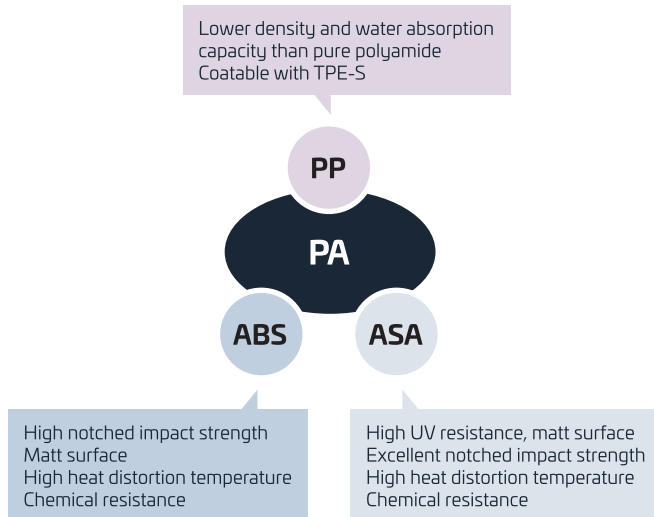 Lower density and water absorption
capacity than pure polyamide
Coatable with TPE-S
PP
PA
ABS
ASA
High notched impact strength
Matt surface
High heat distortion temperature
Chemical resistance
High UV resistance, matt surface
Excellent notched impact strength
High heat distortion temperature
Chemical resistance